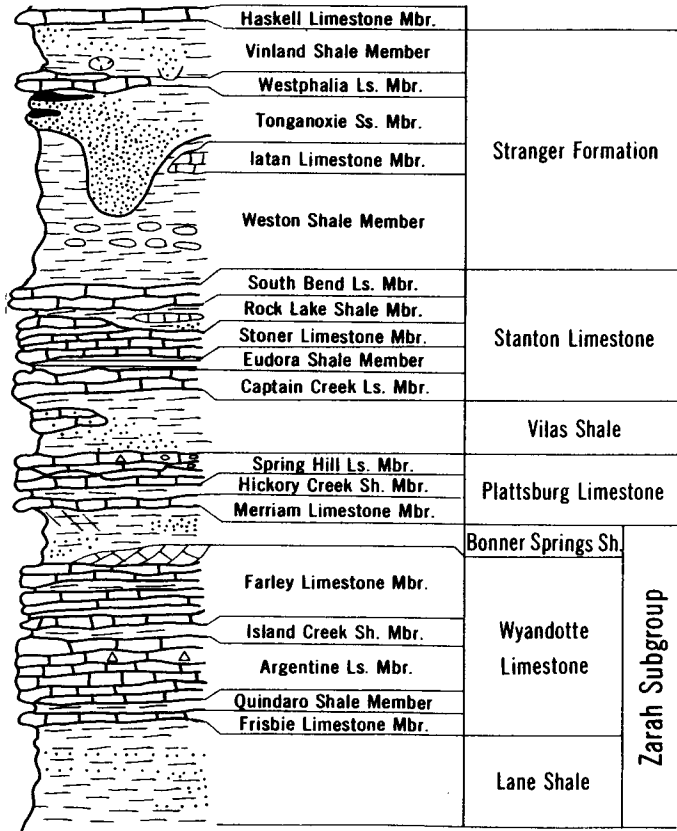 Haskell Limestone Mbr.
Vinland Shale Member
Westphalia Ls. Mbr.
Tonganoxie Ss. Mbr.
Iatan Limestone Mbr.
Weston Shale Member
Stranger Formation
South Bend Ls. Mbr.
Rock Lake Shale Mbr.
Stoner Limestone Mbr.
Eudora Shale Member
Captain Creek Ls. Mbr.
Stanton Limestone
Vilas Shale
Spring Hill Ls. Mbr.
Hickory Creek Sh. Mbr.
Merriam Limestone Mbr.
Plattsburg Limestone
Bonner Springs Sh.
Farley Limestone Mbr.
Island Creek Sh. Mbr.
Argentine Ls. Mbr.
Quindaro Shale Member
Frisbie Limestone Mbr.
Wyandotte
Limestone
Lane Shale
Zarah Subgroup